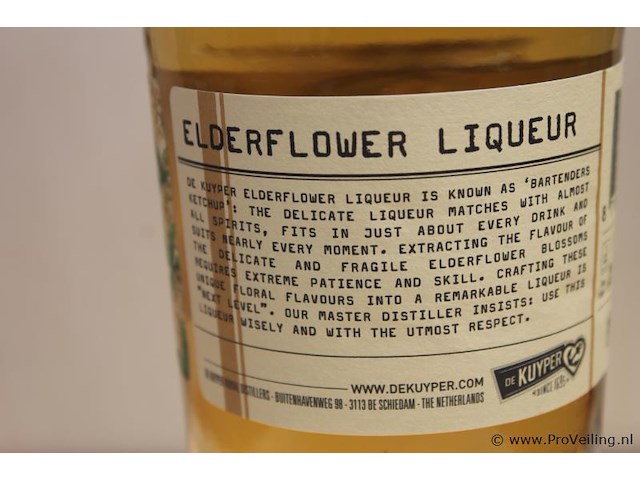 ELDERFLOWER LIQUEUR
DE KUYPER ELDERFLOWER LIQUEUR IS KNOWN AS 'BARTENDERS
KETCHUP': THE DELICATE LIQUEUR MATCHES WITH ALMOST
ALL SPIRITS, FITS IN JUST ABOUT EVERY DRINK AND
SUITS NEARLY EVERY MOMENT. EXTRACTING THE FLAVOUR OF
THE DELICATE AND FRAGILE ELDERFLOWER BLOSSOMS
REQUIRES EXTREME PATIENCE AND SKILL. CRAFTING THESE
UNIQUE FLORAL FLAVOURS INTO A REMARKABLE LIQUEUR IS
"NEXT LEVEL". OUR MASTER DISTILLER INSISTS: USE THIS
LIQUEUR WISELY AND WITH THE UTMOST RESPECT.
WWW.DEKUYPER.COM
DISTILLERS - BUITENHAVENWEG 98 - 3113 BE SCHIEDAM - THE NETHERLANDS
DE KUYPER
SINCE 1695
© www.ProVeiling.nl